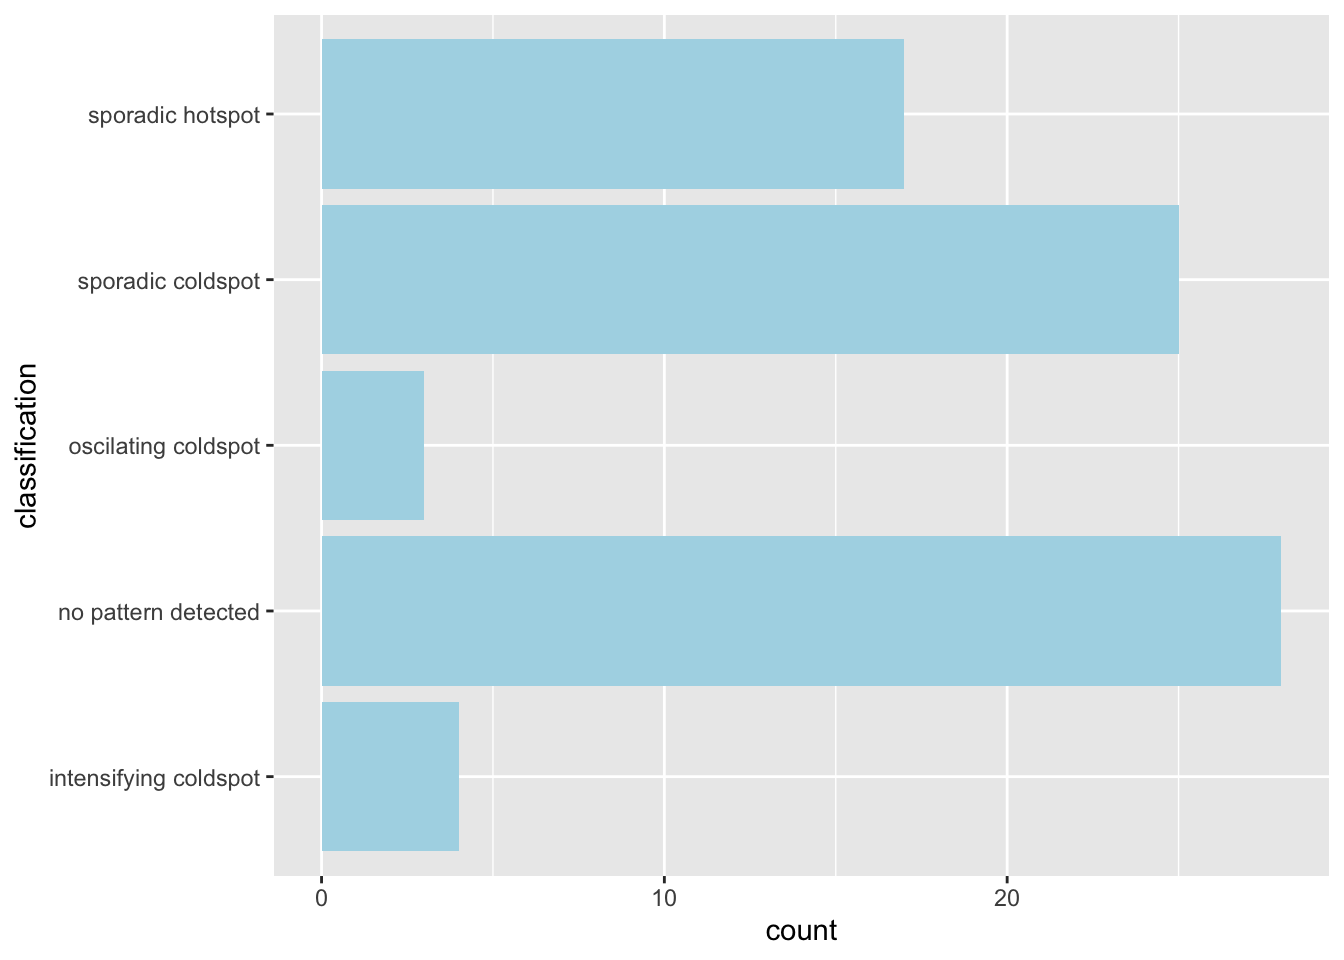 sporadic hotspot
sporadic coldspot
oscilating coldspot
no pattern detected
intensifying coldspot
classification
0 10 20
count